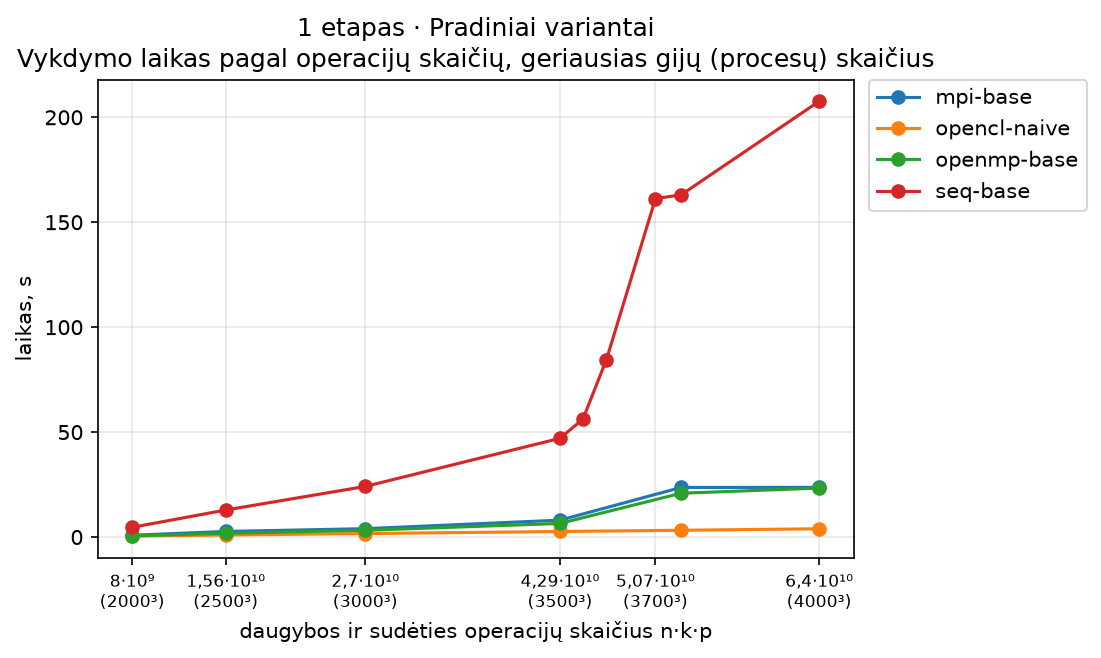 1 etapas · Pradiniai variantai
Vykdymo laikas pagal operacijų skaičių, geriausias gijų (procesų) skaičius
mpi-base
opencl-naive
openmp-base
seq-base
laikas, s
200
150
100
50
0
8·10⁹ 1,56·10¹⁰ 2,7·10¹⁰ 4,29·10¹⁰ 5,07·10¹⁰ 6,4·10¹⁰
(2000³) (2500³) (3000³) (3500³) (3700³) (4000³)
daugybos ir sudėties operacijų skaičius n·k·p